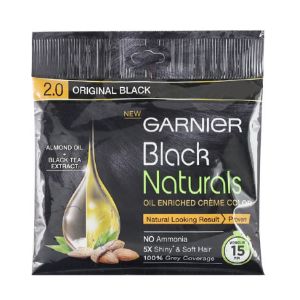 2.0 ORIGINAL BLACK
NEW
GARNIER
ALMOND OIL
+
BLACK TEA
EXTRACT
Black
Naturals
OIL ENRICHED CRÈME COLOR
Natural Looking Result > Proven
NO Ammonia
5X Shiny* & Soft Hair
100% Grey Coverage
15